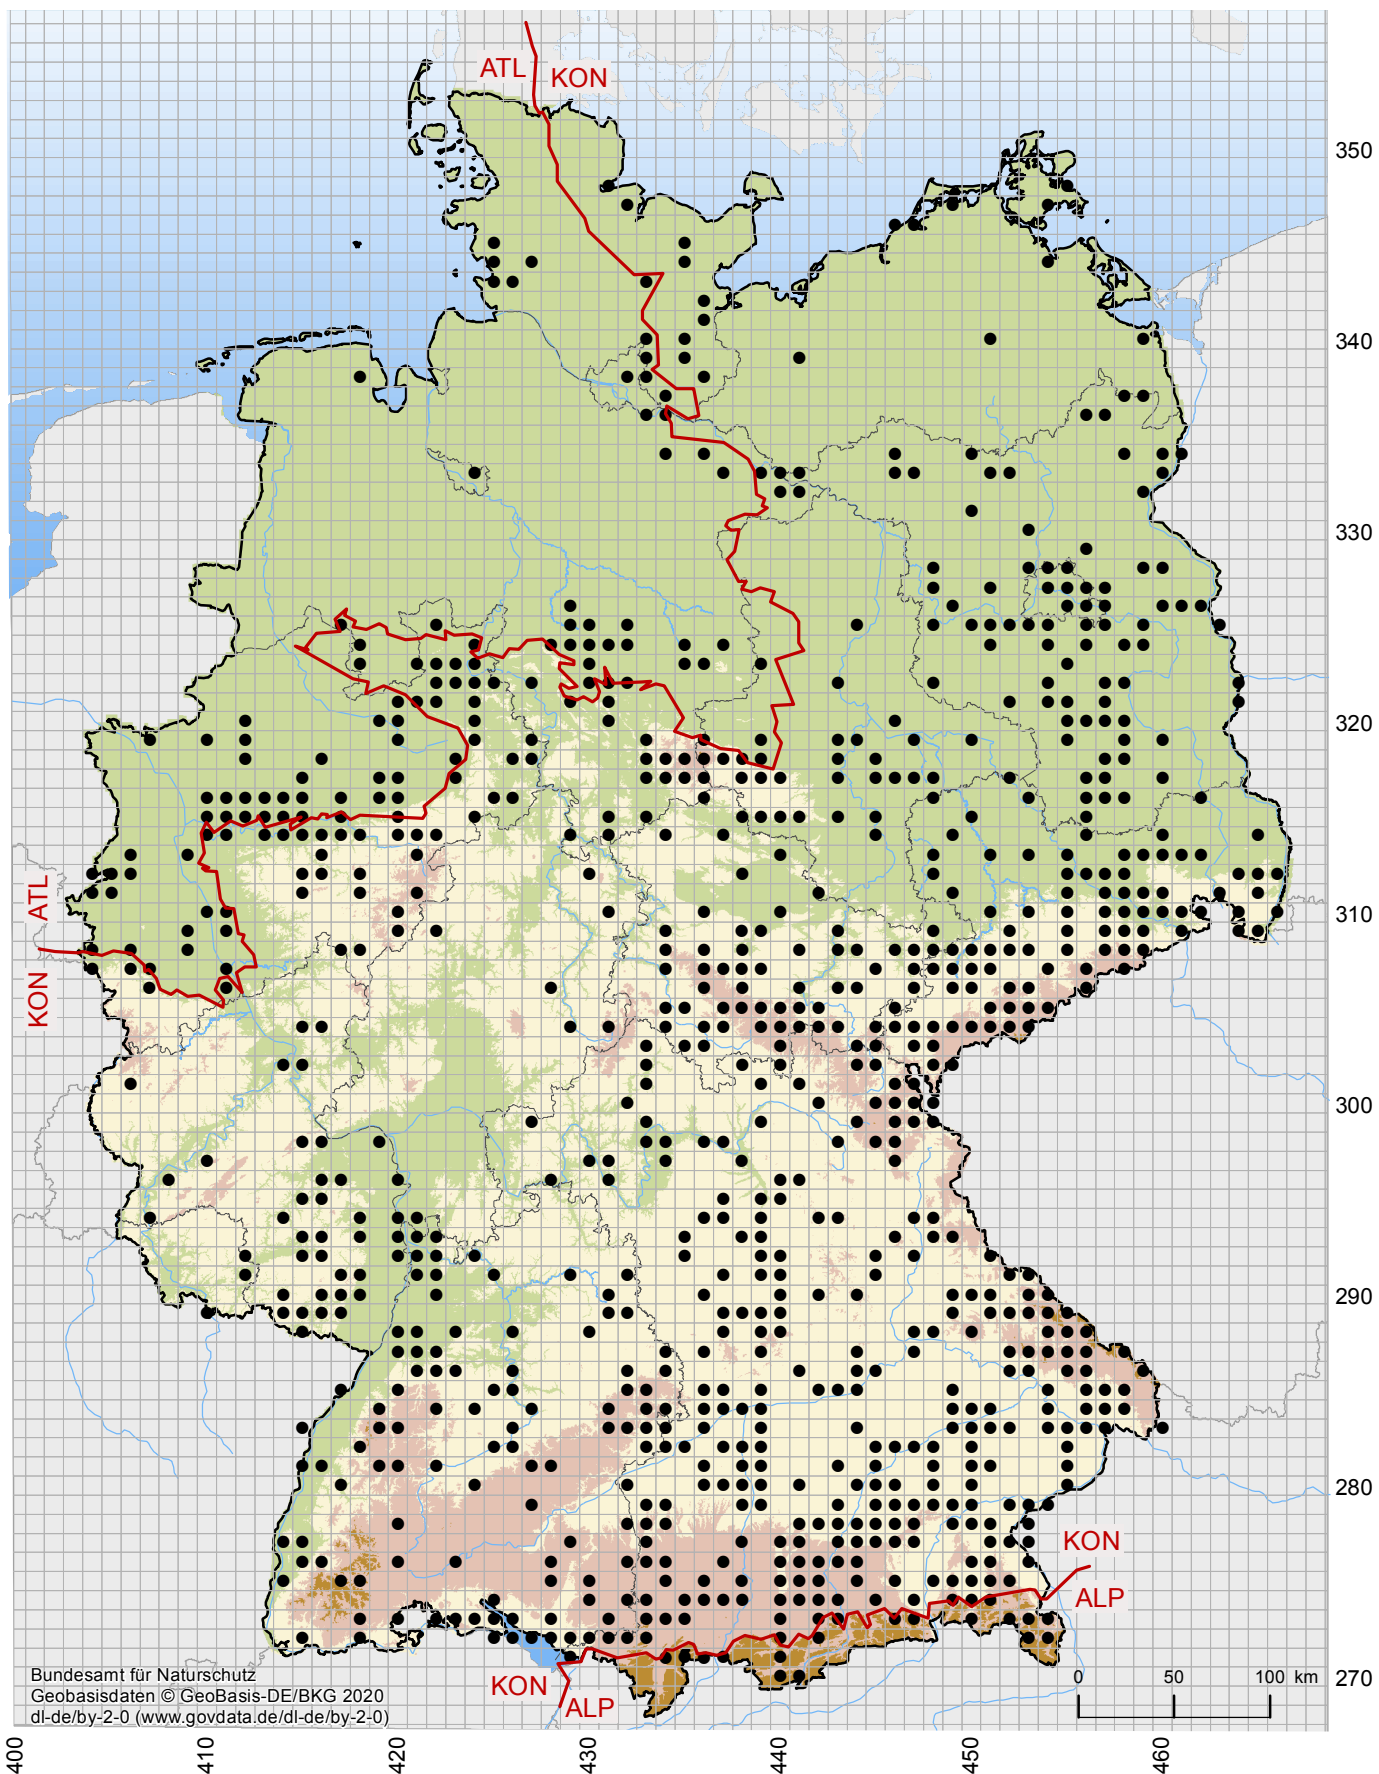 ATL
KON
350
340
330
320
310
300
290
280
270
ATL
KON
KON
ALP
KON
ALP
Bundesamt für Naturschutz
Geobasisdaten © GeoBasis-DE/BKG 2020
dl-de/by-2-0 (www.govdata.de/dl-de/by-2-0)
0 50 100 km
400 410 420 430 440 450 460